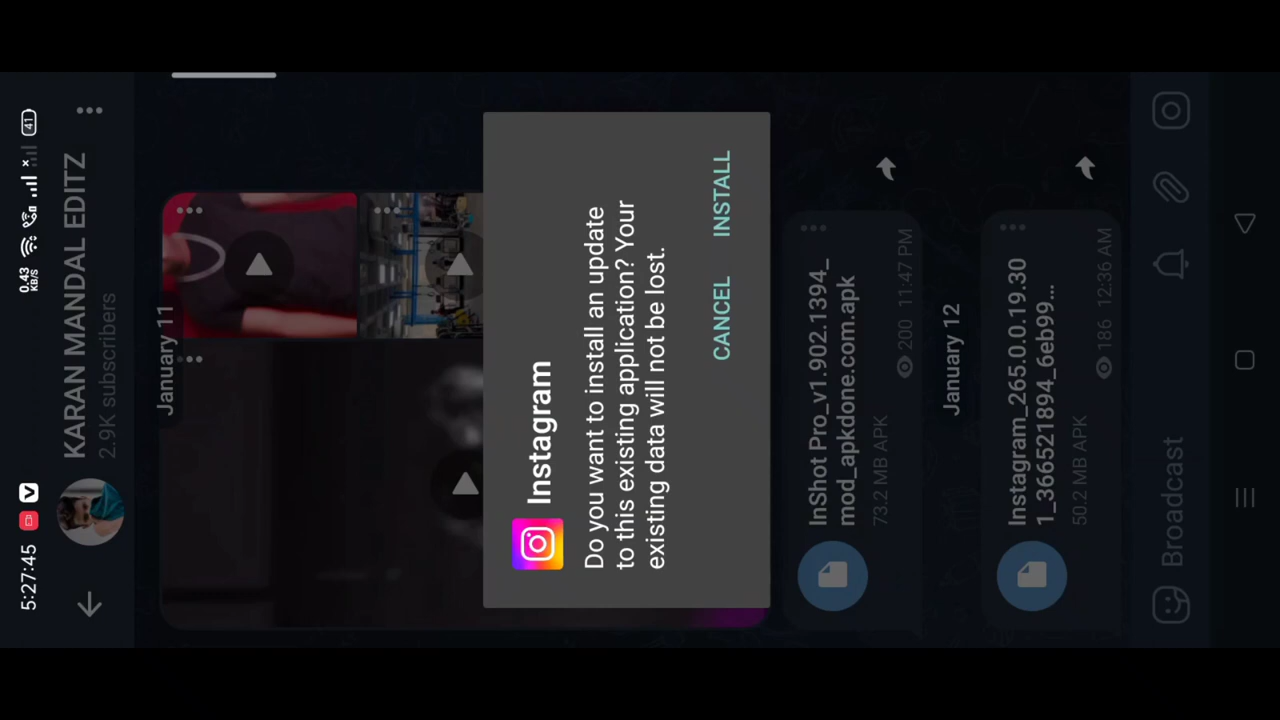 5:27:45
0.43
KB/S
41
KARAN MANDAL EDITZ
2.9K subscribers
January 11
Instagram
Do you want to install an update
to this existing application? Your
existing data will not be lost.
CANCEL INSTALL
InShot Pro_v1.902.1394_
mod_apkdone.com.apk
73.2 MB APK
200 11:47 PM
January 12
Instagram_265.0.0.19.30
1_366521894_6eb99...
50.2 MB APK
186 12:36 AM
Broadcast